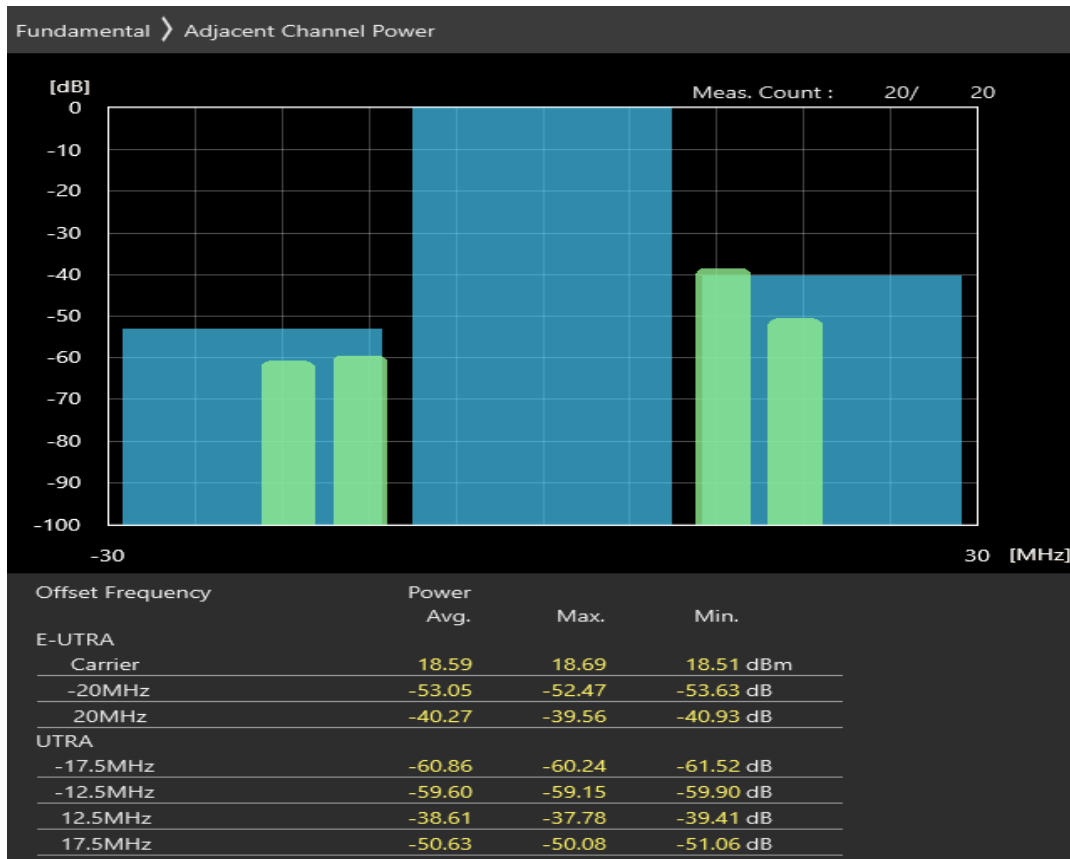 Fundamental ❯ Adjacent Channel Power
[dB]
Meas. Count : 20/ 20
0
-10
-20
-30
-40
-50
-60
-70
-80
-90
-100
-30 30 [MHz]
Offset Frequency Power
Avg. Max. Min.
E-UTRA
Carrier 18.59 18.69 18.51 dBm
-20MHz -53.05 -52.47 -53.63 dB
20MHz -40.27 -39.56 -40.93 dB
UTRA
-17.5MHz -60.86 -60.24 -61.52 dB
-12.5MHz -59.60 -59.15 -59.90 dB
12.5MHz -38.61 -37.78 -39.41 dB
17.5MHz -50.63 -50.08 -51.06 dB